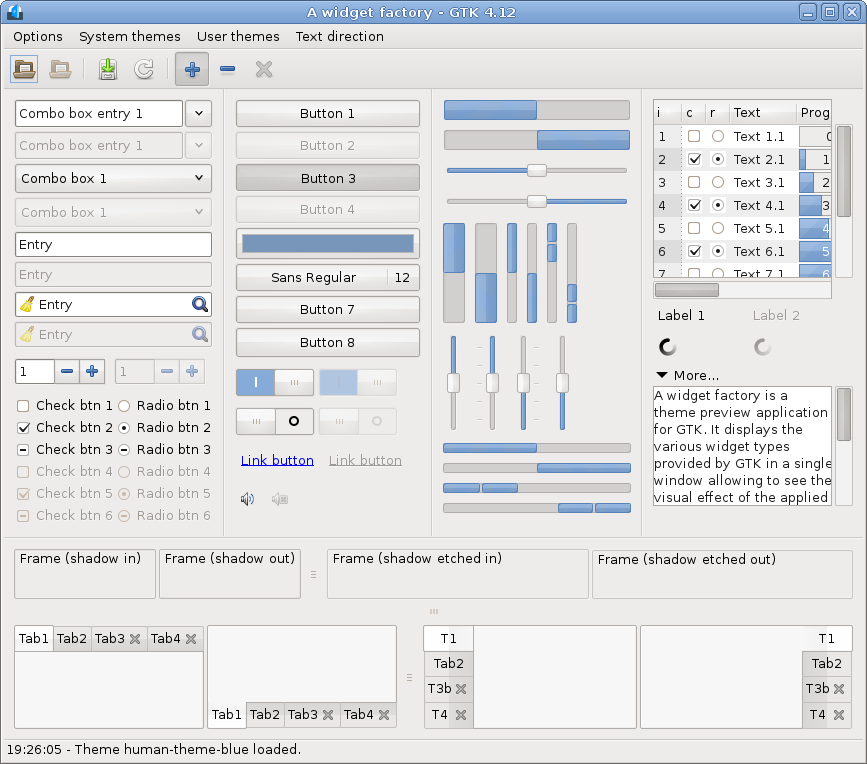 A widget factory - GTK 4.12
Options System themes User themes Text direction
Combo box entry 1
Combo box entry 1
Combo box 1
Combo box 1
Entry
Entry
Entry
Entry
1 1
Check btn 1 Radio btn 1
Check btn 2 Radio btn 2
Check btn 3 Radio btn 3
Check btn 4 Radio btn 4
Check btn 5 Radio btn 5
Check btn 6 Radio btn 6
Button 1
Button 2
Button 3
Button 4
Sans Regular 12
Button 7
Button 8
Link button Link button
i c r Text Prog
1 Text 1.1 0
2 Text 2.1 1
3 Text 3.1 2
4 Text 4.1 3
5 Text 5.1 4
6 Text 6.1 5
7 Text 7.1 6
Label 1 Label 2
More...
A widget factory is a
theme preview application
for GTK. It displays the
various widget types
provided by GTK in a single
window allowing to see the
visual effect of the applied
Frame (shadow in) Frame (shadow out) Frame (shadow etched in) Frame (shadow etched out)
Tab1 Tab2 Tab3 Tab4
Tab1 Tab2 Tab3 Tab4
T1
Tab2
T3b
T4
T1
Tab2
T3b
T4
19:26:05 - Theme human-theme-blue loaded.